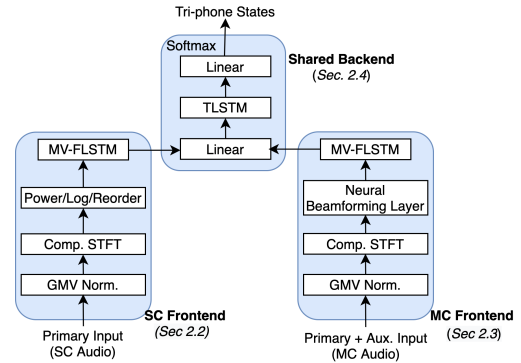 Tri-phone States
Softmax
Linear
Shared Backend
(Sec. 2.4)
TLSTM
Linear
MV-FLSTM
Power/Log/Reorder
Comp. STFT
GMV Norm.
SC Frontend
(Sec 2.2)
Primary Input
(SC Audio)
MV-FLSTM
Neural
Beamforming Layer
Comp. STFT
GMV Norm.
MC Frontend
(Sec 2.3)
Primary + Aux. Input
(MC Audio)